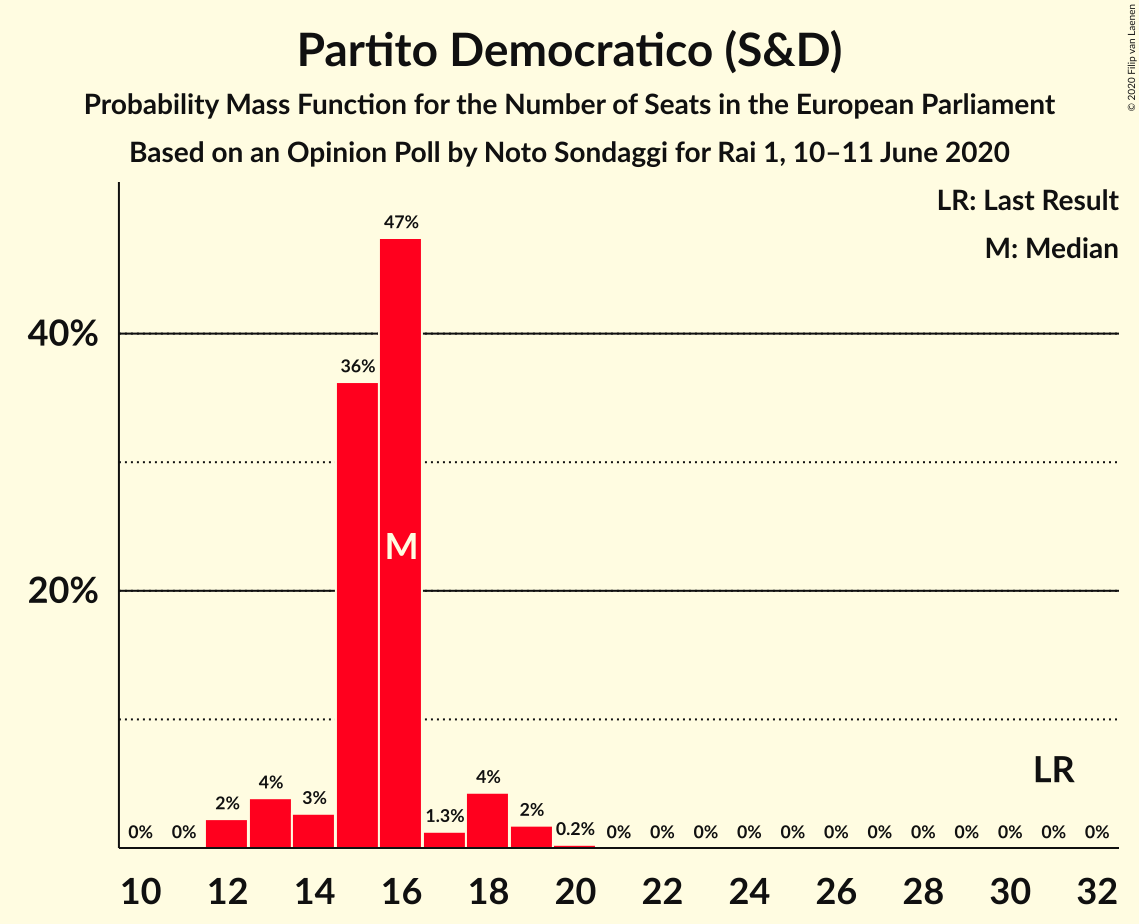 Partito Democratico (S&D)
Probability Mass Function for the Number of Seats in the European Parliament
Based on an Opinion Poll by Noto Sondaggi for Rai 1, 10–11 June 2020
© 2020 Filip van Laenen
LR: Last Result
M: Median
47%
40%
36%
M
20%
LR
0% 0% 2% 4% 3% 1.3% 4% 2% 0.2% 0% 0% 0% 0% 0% 0% 0% 0% 0% 0% 0% 0%
10 12 14 16 18 20 22 24 26 28 30 32